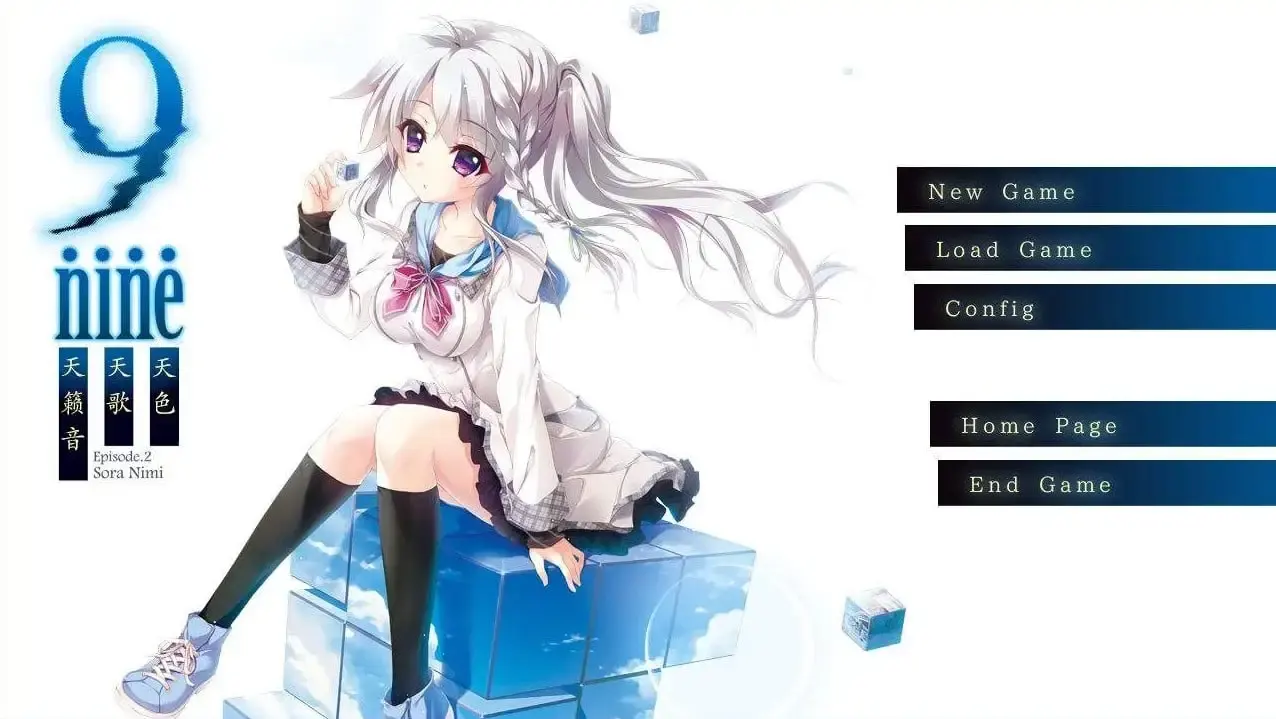 9
nine
天色
天歌
天籟音
Episode.2
Sora Nimi
New Game
Load Game
Config
Home Page
End Game